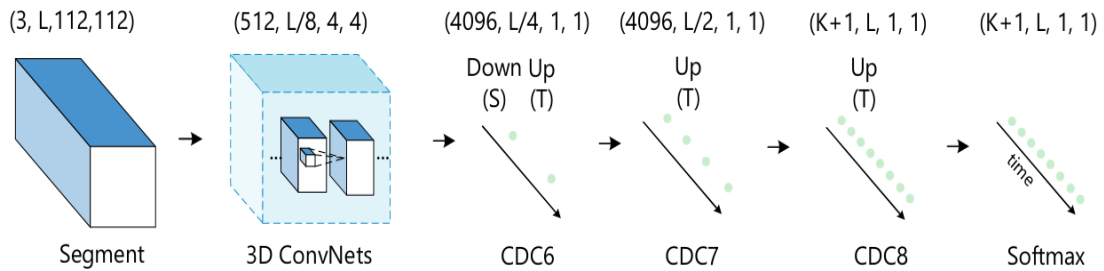 (3, L,112,112) (512, L/8, 4, 4) (4096, L/4, 1, 1) (4096, L/2, 1, 1) (K+1, L, 1, 1) (K+1, L, 1, 1)
Down Up Up Up
(S) (T) (T) (T)
... ...
time
Segment 3D ConvNets CDC6 CDC7 CDC8 Softmax